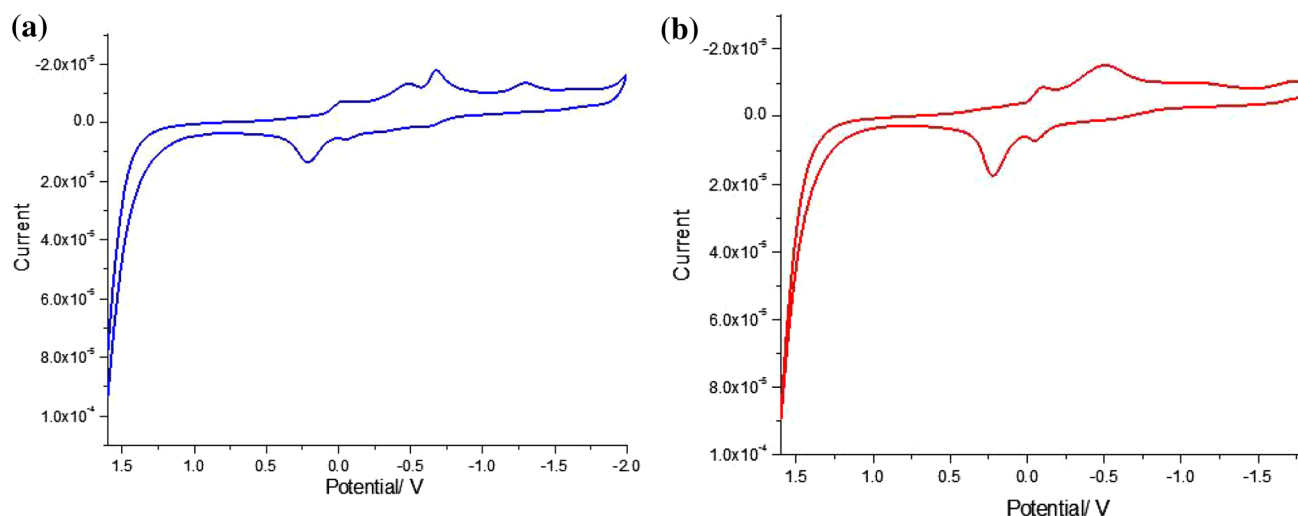 (a)
-2.0x10⁻⁵
0.0
2.0x10⁻⁵
4.0x10⁻⁵
6.0x10⁻⁵
8.0x10⁻⁵
1.0x10⁻⁴
Current
1.5 1.0 0.5 0.0 -0.5 -1.0 -1.5 -2.0
Potential/ V
(b)
-2.0x10⁻⁵
0.0
2.0x10⁻⁵
4.0x10⁻⁵
6.0x10⁻⁵
8.0x10⁻⁵
1.0x10⁻⁴
Current
1.5 1.0 0.5 0.0 -0.5 -1.0 -1.5
Potential/ V